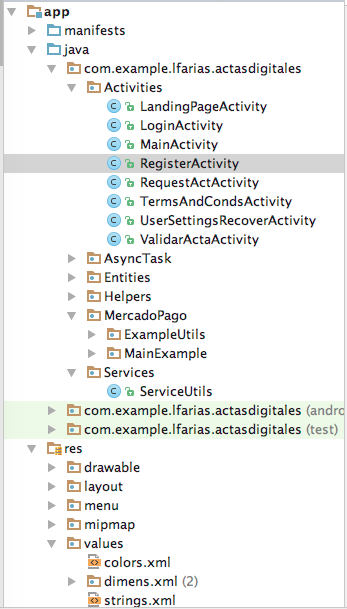 app
manifests
java
com.example.lfarias.actasdigitales
Activities
LandingPageActivity
LoginActivity
MainActivity
RegisterActivity
RequestActActivity
TermsAndCondsActivity
UserSettingsRecoverActivity
ValidarActaActivity
AsyncTask
Entities
Helpers
MercadoPago
ExampleUtils
MainExample
Services
ServiceUtils
com.example.lfarias.actasdigitales (andro
com.example.lfarias.actasdigitales (test)
res
drawable
layout
menu
mipmap
values
colors.xml
dimens.xml (2)
strings.xml